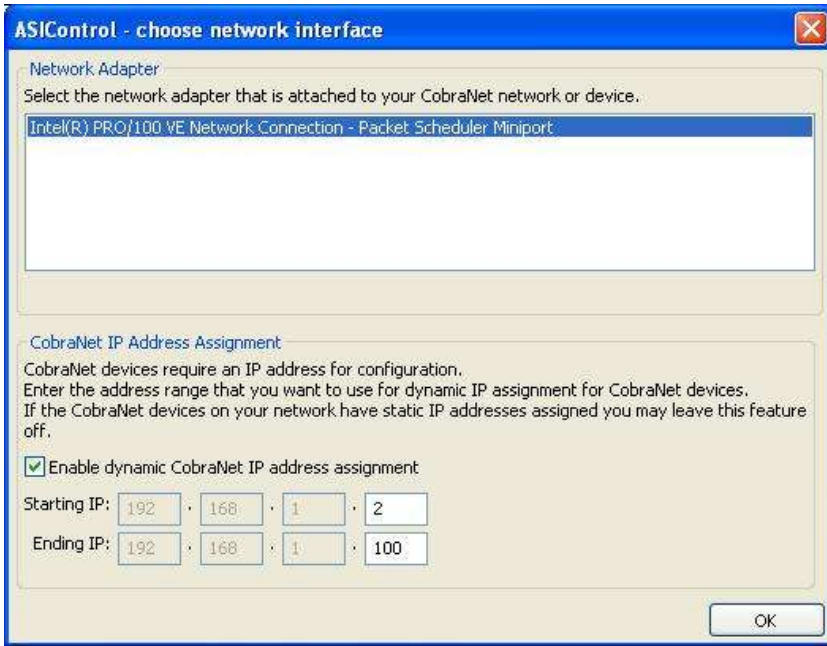 ASIControl - choose network interface
Network Adapter
Select the network adapter that is attached to your CobraNet network or device.
Intel(R) PRO/100 VE Network Connection - Packet Scheduler Miniport
CobraNet IP Address Assignment
CobraNet devices require an IP address for configuration.
Enter the address range that you want to use for dynamic IP assignment for CobraNet devices.
If the CobraNet devices on your network have static IP addresses assigned you may leave this feature
off.
Enable dynamic CobraNet IP address assignment
Starting IP: 192 . 168 . 1 . 2
Ending IP: 192 . 168 . 1 . 100
OK